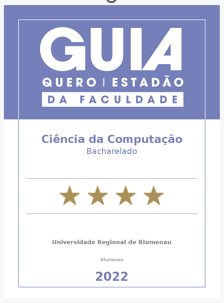 GUIA
QUERO | ESTADÃO
DA FACULDADE
Ciência da Computação
Bacharelado
Universidade Regional de Blumenau
Blumenau
2022